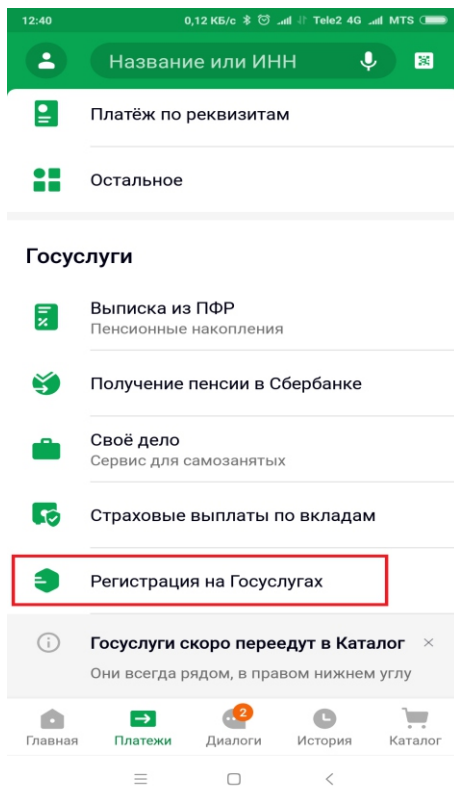 12:40 0,12 КБ/с Tele2 4G MTS
Название или ИНН
Платёж по реквизитам
Остальное
Госуслуги
Выписка из ПФР
Пенсионные накопления
Получение пенсии в Сбербанке
Своё дело
Сервис для самозанятых
Страховые выплаты по вкладам
Регистрация на Госуслугах
Госуслуги скоро переедут в Каталог
Они всегда рядом, в правом нижнем углу
2
Главная Платежи Диалоги История Каталог